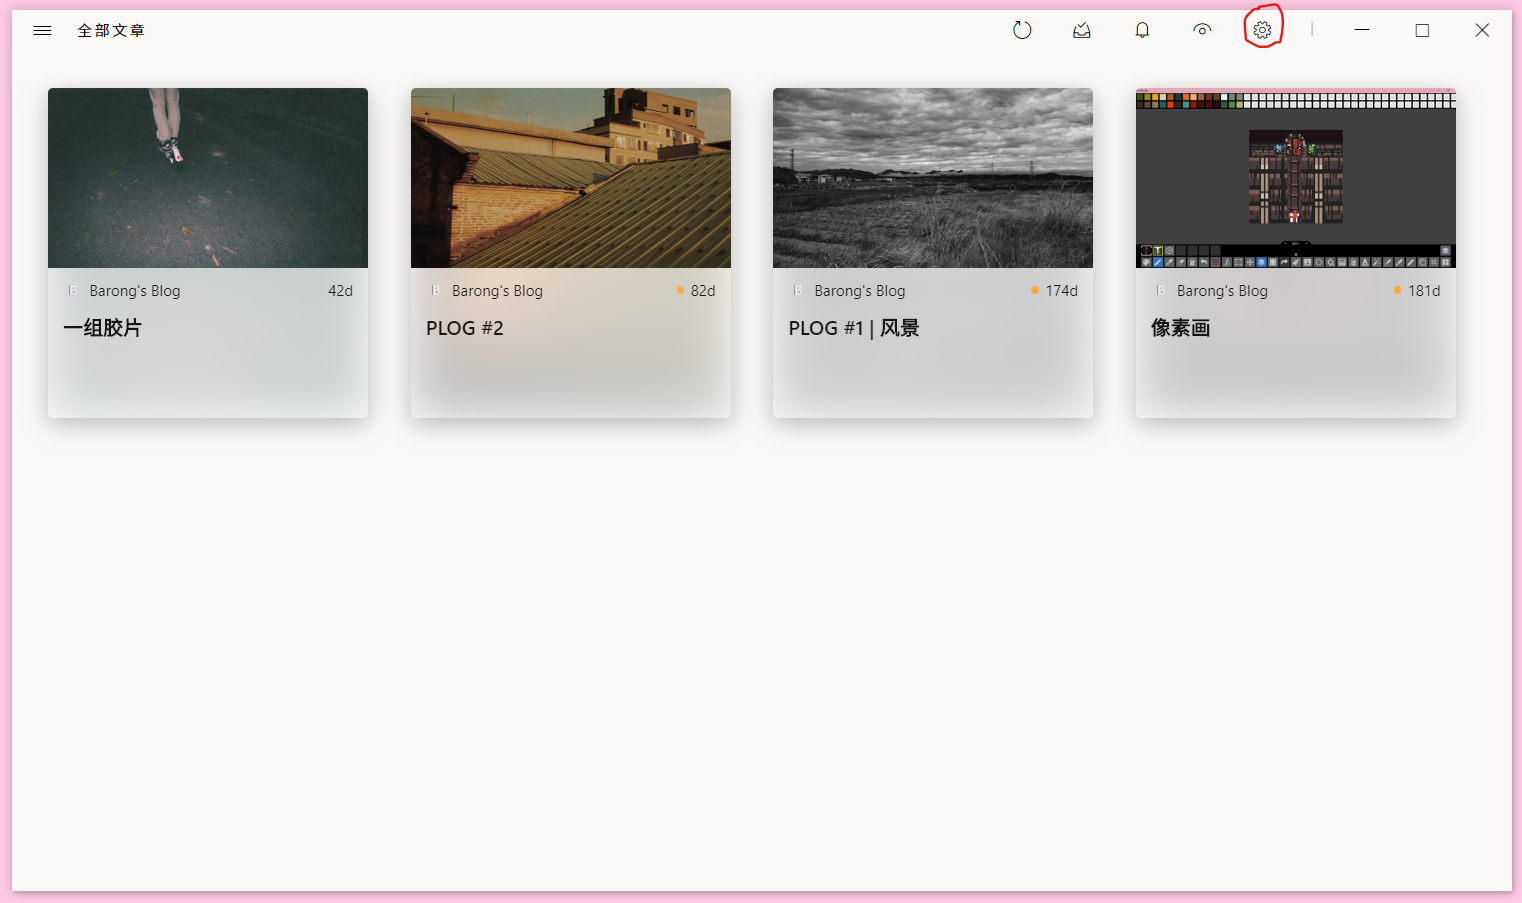 全部文章
Barong's Blog 42d
一组胶片
Barong's Blog 82d
PLOG #2
Barong's Blog 174d
PLOG #1 | 风景
Barong's Blog 181d
像素画